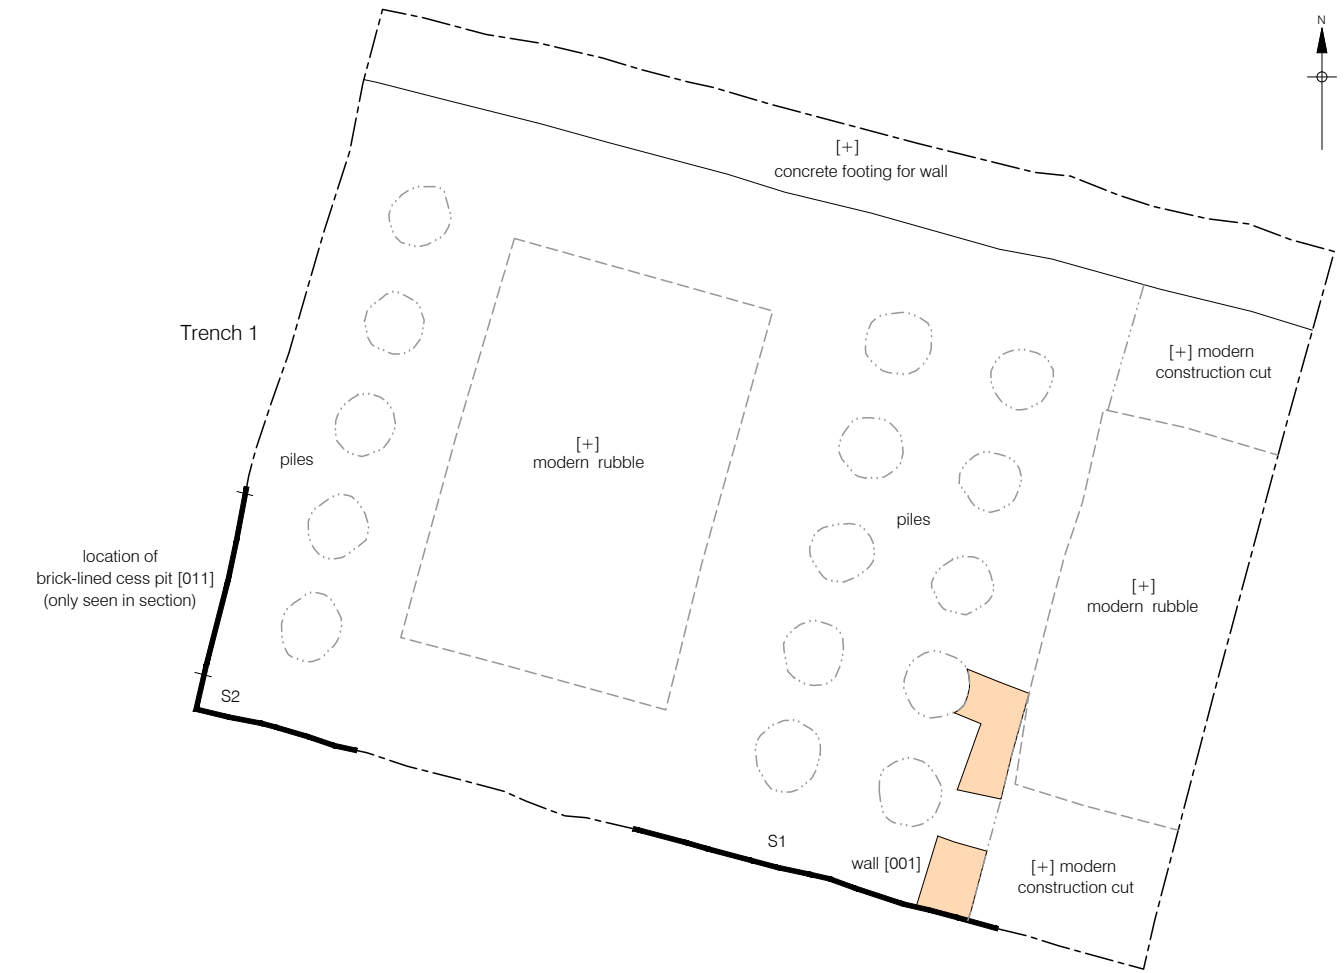 N
[+]
concrete footing for wall
Trench 1
[+] modern
construction cut
[+]
modern rubble
piles
piles
location of
brick-lined cess pit [011]
(only seen in section)
[+]
modern rubble
S2
S1
wall [001]
[+] modern
construction cut